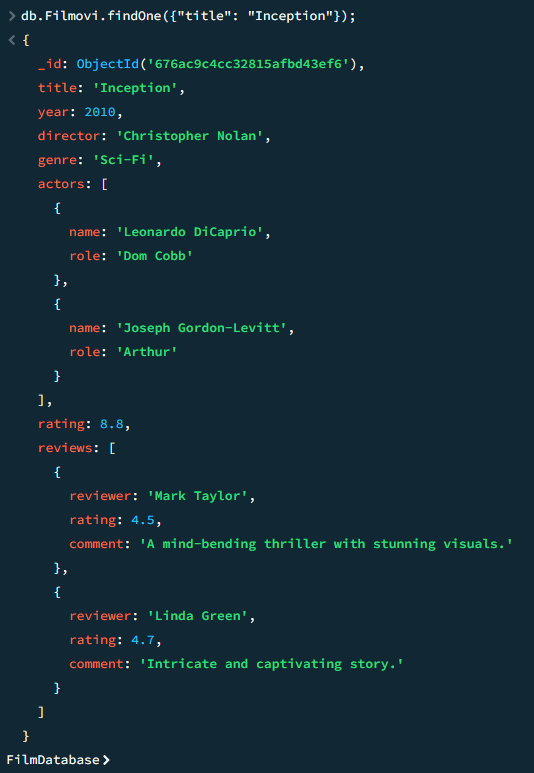 > db.Filmovi.findOne({"title": "Inception"});
< {
_id: ObjectId('676ac9c4cc32815afbd43ef6'),
title: 'Inception',
year: 2010,
director: 'Christopher Nolan',
genre: 'Sci-Fi',
actors: [
{
name: 'Leonardo DiCaprio',
role: 'Dom Cobb'
},
{
name: 'Joseph Gordon-Levitt',
role: 'Arthur'
}
],
rating: 8.8,
reviews: [
{
reviewer: 'Mark Taylor',
rating: 4.5,
comment: 'A mind-bending thriller with stunning visuals.'
},
{
reviewer: 'Linda Green',
rating: 4.7,
comment: 'Intricate and captivating story.'
}
]
}
FilmDatabase>